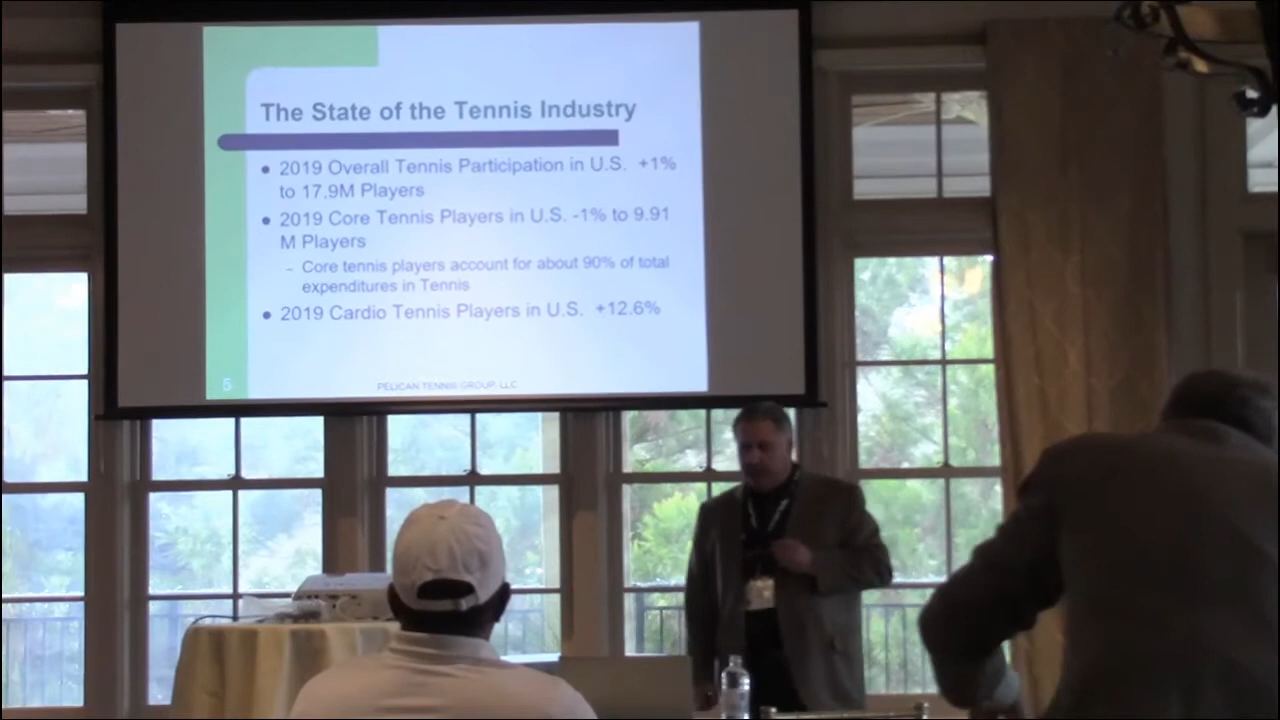 The State of the Tennis Industry
● 2019 Overall Tennis Participation in U.S. +1%
to 17.9M Players
● 2019 Core Tennis Players in U.S. -1% to 9.91
M Players
– Core tennis players account for about 90% of total
expenditures in Tennis
● 2019 Cardio Tennis Players in U.S. +12.6%
5
PELICAN TENNIS GROUP, LLC